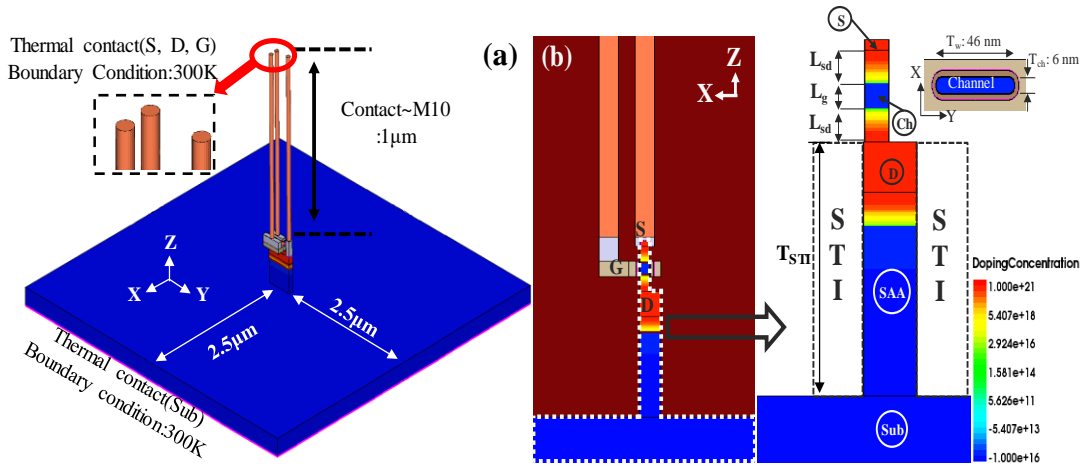 Thermal contact(S, D, G)
Boundary Condition:300K
Contact~M10
:1μm
Z
X
Y
2.5μm
2.5μm
Thermal contact(Sub)
Boundary condition:300K
(a)
(b)
Z
X
S
G
D
S
L_sd
L_g
L_sd
Ch
D
T_STI
S
T
I
S
T
I
SAA
Sub
T_w: 46 nm
T_ch: 6 nm
Channel
X
Y
DopingConcentration
1.000e+21
5.407e+18
2.924e+16
1.561e+14
-5.626e+11
-5.407e+13
-1.000e+16